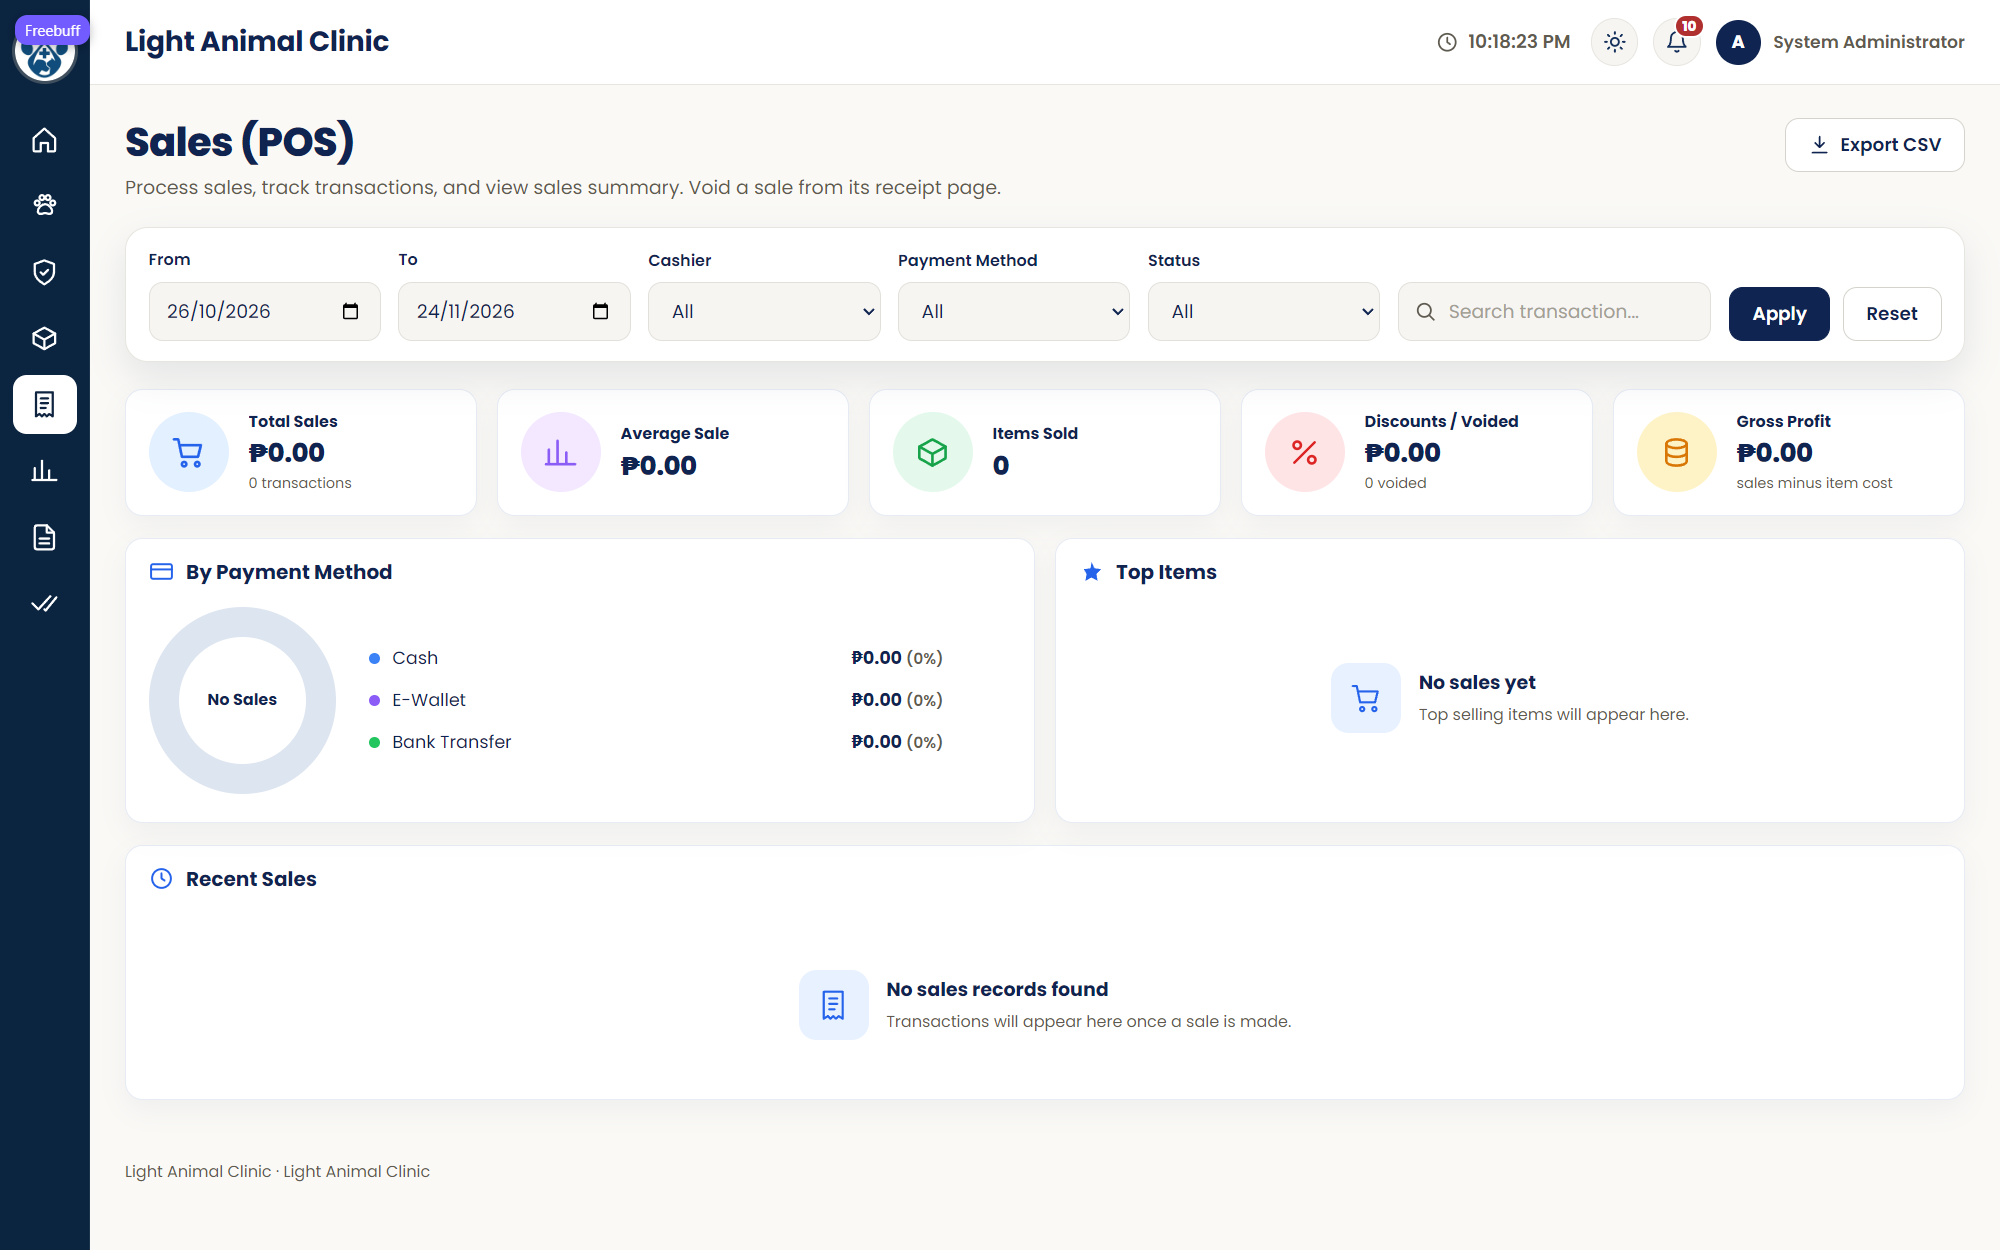 Freebuff
Light Animal Clinic
10:18:23 PM
10
A
System Administrator
Sales (POS)
Process sales, track transactions, and view sales summary. Void a sale from its receipt page.
Export CSV
From
To
Cashier
Payment Method
Status
26/10/2026
24/11/2026
All
All
All
Search transaction...
Apply
Reset
Total Sales
₱0.00
0 transactions
Average Sale
₱0.00
Items Sold
0
Discounts / Voided
₱0.00
0 voided
Gross Profit
₱0.00
sales minus item cost
By Payment Method
No Sales
Cash ₱0.00 (0%)
E-Wallet ₱0.00 (0%)
Bank Transfer ₱0.00 (0%)
Top Items
No sales yet
Top selling items will appear here.
Recent Sales
No sales records found
Transactions will appear here once a sale is made.
Light Animal Clinic · Light Animal Clinic